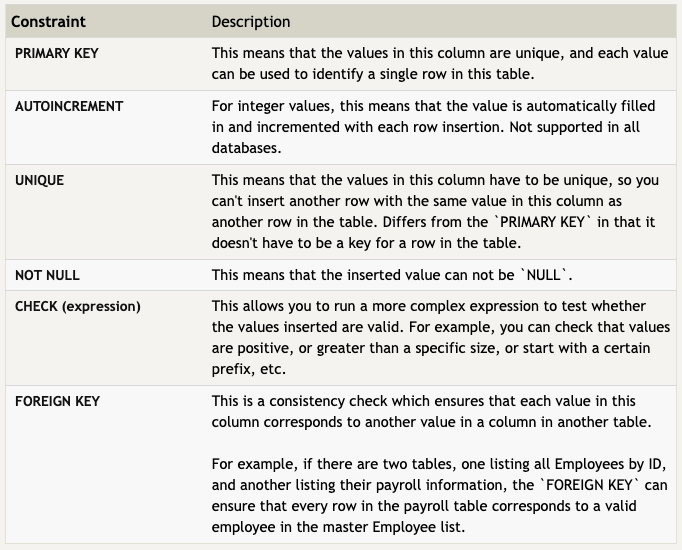 Constraint Description
PRIMARY KEY This means that the values in this column are unique, and each value
can be used to identify a single row in this table.
AUTOINCREMENT For integer values, this means that the value is automatically filled
in and incremented with each row insertion. Not supported in all
databases.
UNIQUE This means that the values in this column have to be unique, so you
can't insert another row with the same value in this column as
another row in the table. Differs from the `PRIMARY KEY` in that it
doesn't have to be a key for a row in the table.
NOT NULL This means that the inserted value can not be `NULL`.
CHECK (expression) This allows you to run a more complex expression to test whether
the values inserted are valid. For example, you can check that values
are positive, or greater than a specific size, or start with a certain
prefix, etc.
FOREIGN KEY This is a consistency check which ensures that each value in this
column corresponds to another value in a column in another table.
For example, if there are two tables, one listing all Employees by ID,
and another listing their payroll information, the `FOREIGN KEY` can
ensure that every row in the payroll table corresponds to a valid
employee in the master Employee list.